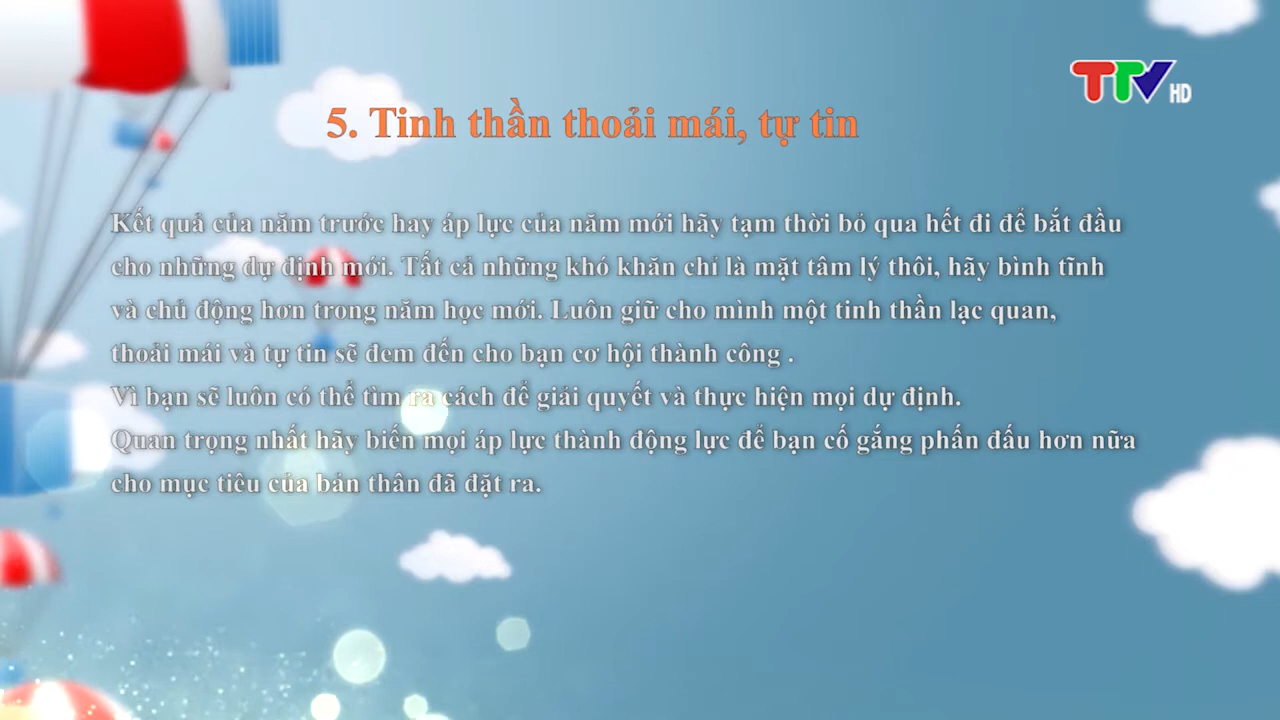 TTV HD
5. Tinh thần thoải mái, tự tin
Kết quả của năm trước hay áp lực của năm mới hãy tạm thời bỏ qua hết đi để bắt đầu
cho những dự định mới. Tất cả những khó khăn chỉ là mặt tâm lý thôi, hãy bình tĩnh
và chủ động hơn trong năm học mới. Luôn giữ cho mình một tinh thần lạc quan,
thoải mái và tự tin sẽ đem đến cho bạn cơ hội thành công .
Vì bạn sẽ luôn có thể tìm ra cách để giải quyết và thực hiện mọi dự định.
Quan trọng nhất hãy biến mọi áp lực thành động lực để bạn cố gắng phấn đấu hơn nữa
cho mục tiêu của bản thân đã đặt ra.